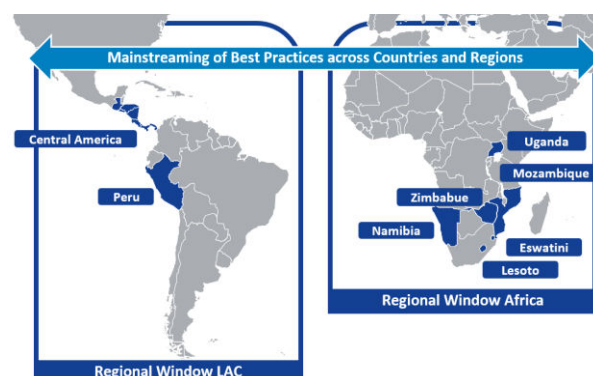 Mainstreaming of Best Practices across Countries and Regions
Central America
Peru
Uganda
Mozambique
Zimbabue
Namibia
Eswatini
Lesoto
Regional Window Africa
Regional Window LAC